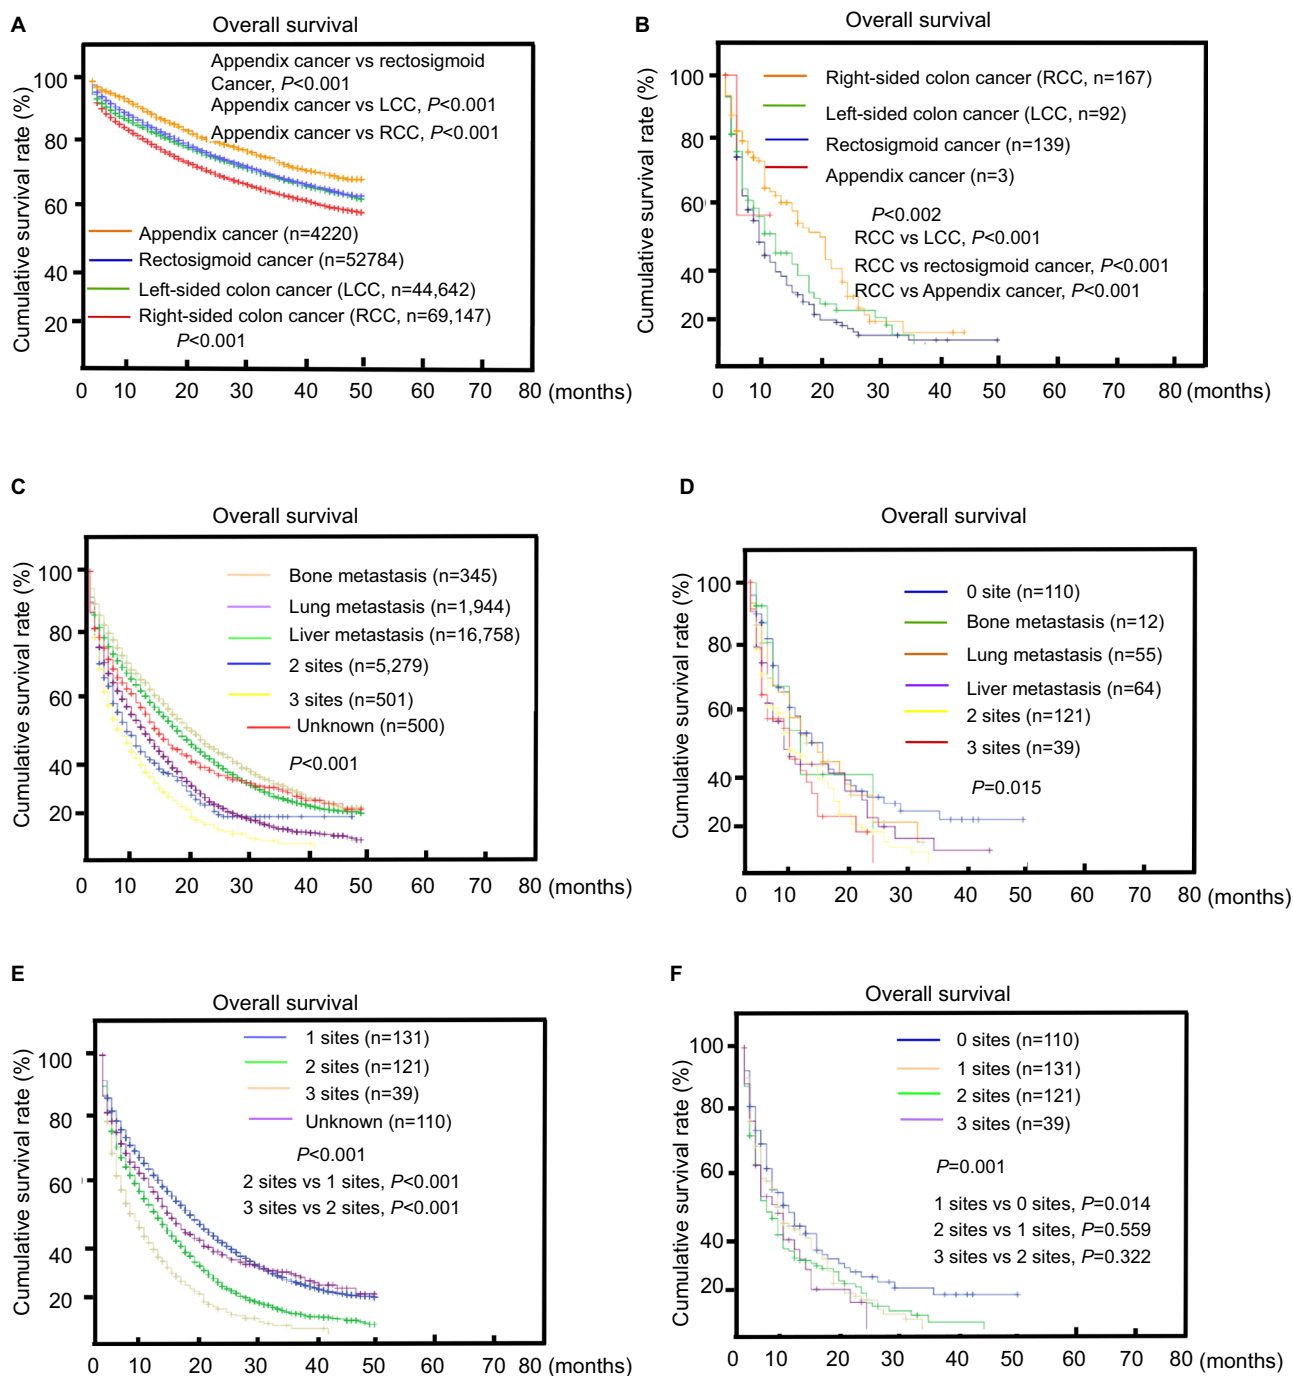 A
Overall survival
Cumulative survival rate (%)
100
80
60
40
20
Appendix cancer vs rectosigmoid
Cancer, P<0.001
Appendix cancer vs LCC, P<0.001
Appendix cancer vs RCC, P<0.001
Appendix cancer (n=4220)
Rectosigmoid cancer (n=52784)
Left-sided colon cancer (LCC, n=44,642)
Right-sided colon cancer (RCC, n=69,147)
P<0.001
0 10 20 30 40 50 60 70 80 (months)
B
Overall survival
Cumulative survival rate (%)
100
80
60
40
20
Right-sided colon cancer (RCC, n=167)
Left-sided colon cancer (LCC, n=92)
Rectosigmoid cancer (n=139)
Appendix cancer (n=3)
P<0.002
RCC vs LCC, P<0.001
RCC vs rectosigmoid cancer, P<0.001
RCC vs Appendix cancer, P<0.001
0 10 20 30 40 50 60 70 80 (months)
C
Overall survival
Cumulative survival rate (%)
100
80
60
40
20
Bone metastasis (n=345)
Lung metastasis (n=1,944)
Liver metastasis (n=16,758)
2 sites (n=5,279)
3 sites (n=501)
Unknown (n=500)
P<0.001
0 10 20 30 40 50 60 70 80 (months)
D
Overall survival
Cumulative survival rate (%)
100
80
60
40
20
0 site (n=110)
Bone metastasis (n=12)
Lung metastasis (n=55)
Liver metastasis (n=64)
2 sites (n=121)
3 sites (n=39)
P=0.015
0 10 20 30 40 50 60 70 80 (months)
E
Overall survival
Cumulative survival rate (%)
100
80
60
40
20
1 sites (n=131)
2 sites (n=121)
3 sites (n=39)
Unknown (n=110)
P<0.001
2 sites vs 1 sites, P<0.001
3 sites vs 2 sites, P<0.001
0 10 20 30 40 50 60 70 80 (months)
F
Overall survival
Cumulative survival rate (%)
100
80
60
40
20
0 sites (n=110)
1 sites (n=131)
2 sites (n=121)
3 sites (n=39)
P=0.001
1 sites vs 0 sites, P=0.014
2 sites vs 1 sites, P=0.559
3 sites vs 2 sites, P=0.322
0 10 20 30 40 50 60 70 80 (months)